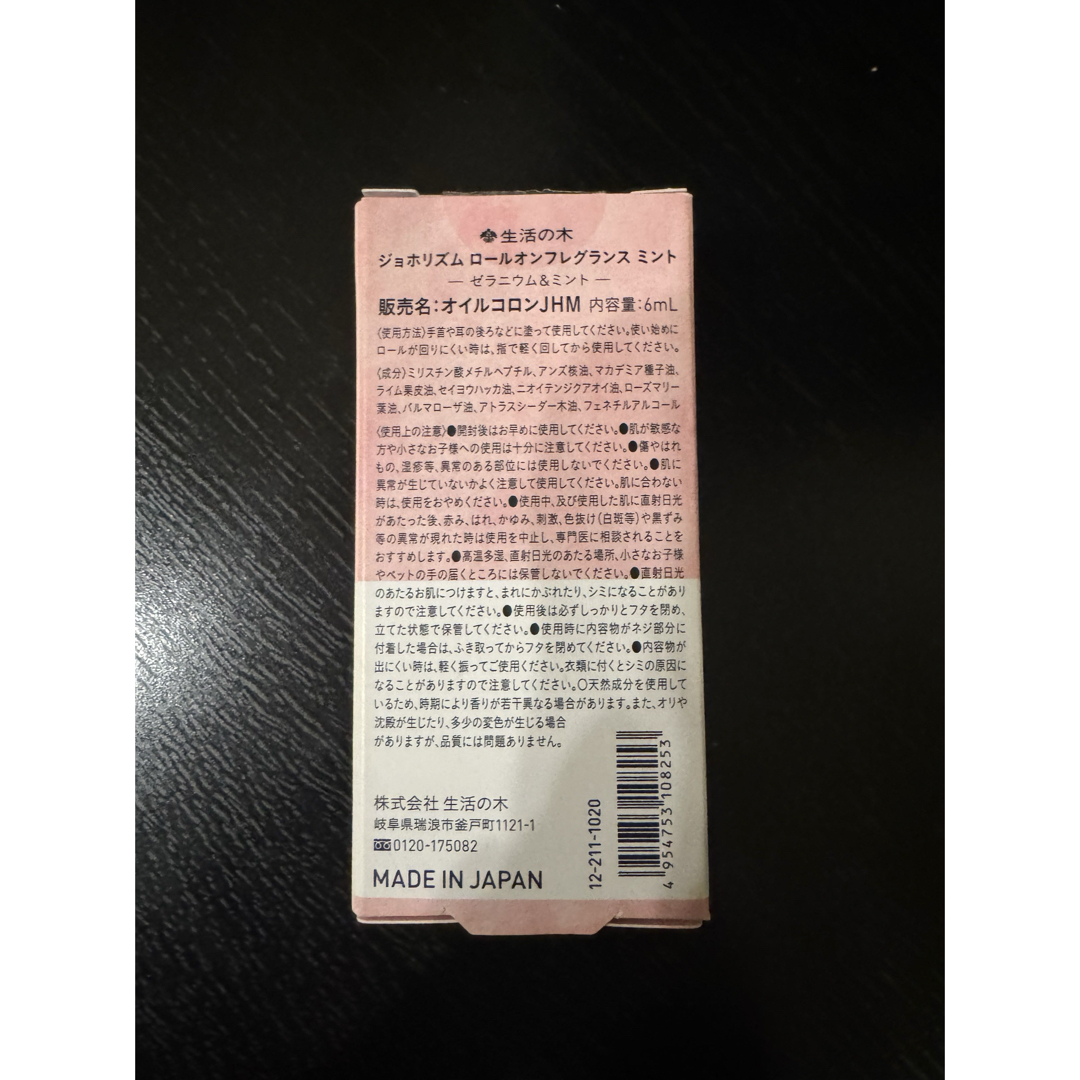 生活の木
ジョホリズム ロールオンフレグランス ミント
― ゼラニウム＆ミント ―
販売名：オイルコロンJHM 内容量：6mL
〈使用方法〉手首や耳の後ろなどに塗って使用してください。使い始めに
ロールが回りにくい時は、指で軽く回してから使用してください。
〈成分〉ミリスチン酸メチルヘプチル、アンズ核油、マカデミア種子油、
ライム果皮油、セイヨウハッカ油、ニオイテンジクアオイ油、ローズマリー
葉油、パルマローザ油、アトラスシーダー木油、フェネチルアルコール
〈使用上の注意〉●開封後はお早めに使用してください。●肌が敏感な
方や小さなお子様への使用は十分に注意してください。●傷やはれ
もの、湿疹等、異常のある部位には使用しないでください。●肌に
異常が生じていないかよく注意して使用してください。肌に合わない
時は、使用をおやめください。●使用中、及び使用した肌に直射日光
があたった後、赤み、はれ、かゆみ、刺激、色抜け（白斑等）や黒ずみ
等の異常が現れた時は使用を中止し、専門医に相談されることを
おすすめします。●高温多湿、直射日光のあたる場所、小さなお子様
やペットの手の届くところには保管しないでください。●直射日光
のあたるお肌につけますと、まれにかぶれたり、シミになることがあり
ますので注意してください。●使用後は必ずしっかりとフタを閉め、
立てた状態で保管してください。●使用時に内容物がネジ部分に
付着した場合は、ふき取ってからフタを閉めてください。●内容物が
出にくい時は、軽く振ってご使用ください。衣類に付くとシミの原因に
なることがありますので注意してください。○天然成分を使用して
いるため、時期により香りが若干異なる場合があります。また、オリや
沈殿が生じたり、多少の変色が生じる場合
がありますが、品質には問題ありません。
株式会社 生活の木
岐阜県瑞浪市釜戸町1121-1
0120-175082
MADE IN JAPAN
12-211-1020
4 954753 108253